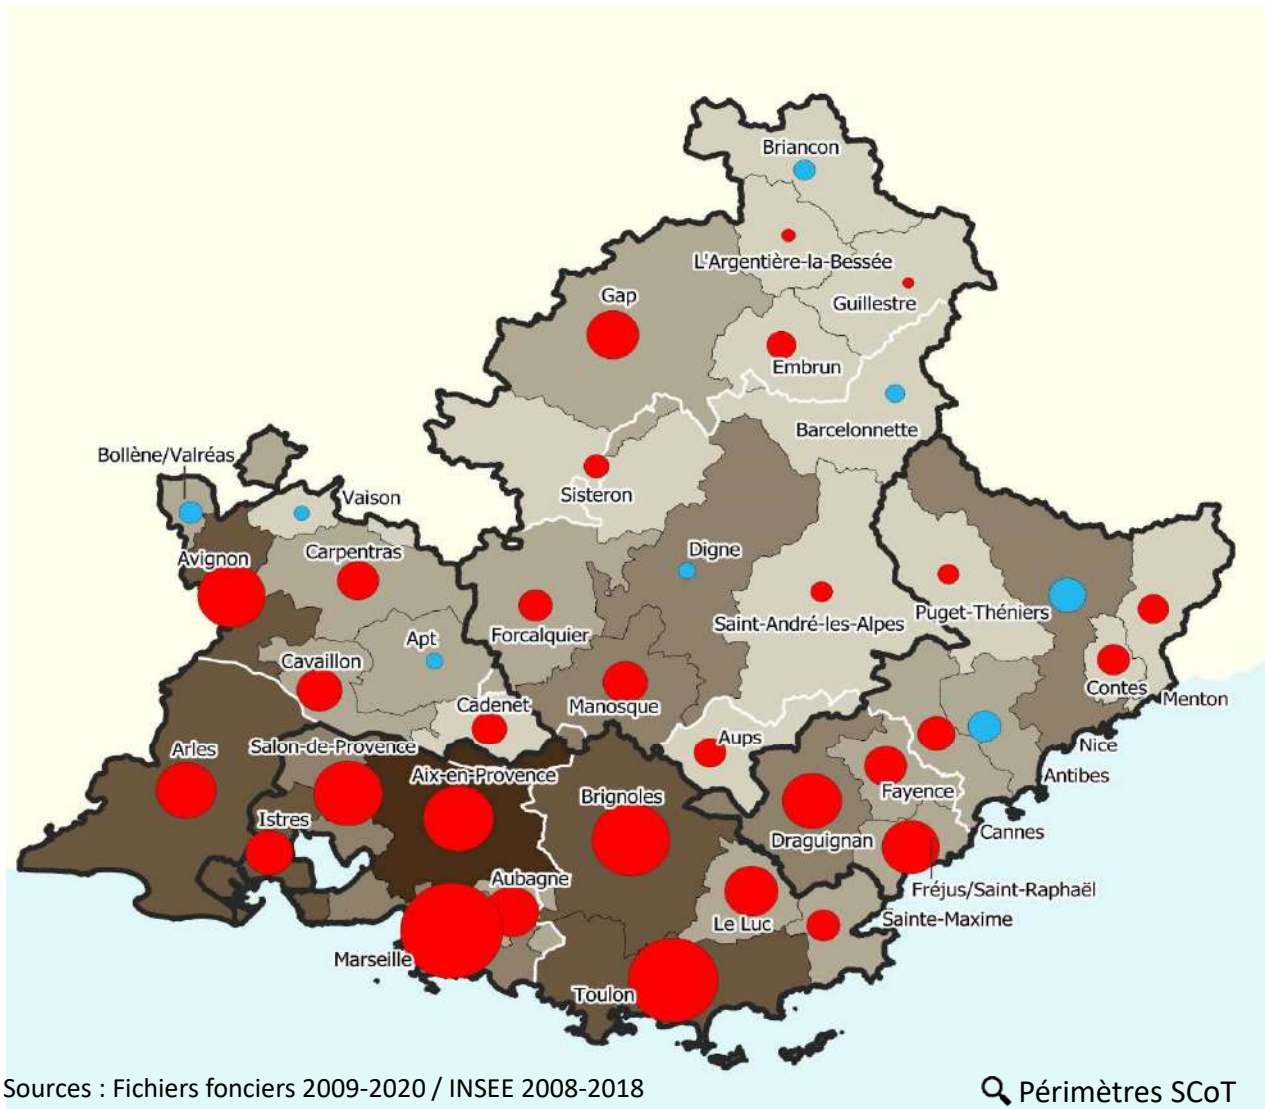 Briancon
L'Argentière-la-Bessée
Guillestre
Gap
Embrun
Barcelonnette
Bollène/Valréas
Vaison
Sisteron
Avignon
Carpentras
Digne
Forcalquier
Saint-André-les-Alpes
Puget-Théniers
Apt
Cavaillon
Cadenet
Manosque
Contes
Menton
Arles
Salon-de-Provence
Aups
Nice
Aix-en-Provence
Antibes
Brignoles
Fayence
Istres
Draguignan
Cannes
Aubagne
Fréjus/Saint-Raphaël
Le Luc
Sainte-Maxime
Marseille
Toulon
Sources : Fichiers fonciers 2009-2020 / INSEE 2008-2018
Périmètres SCoT